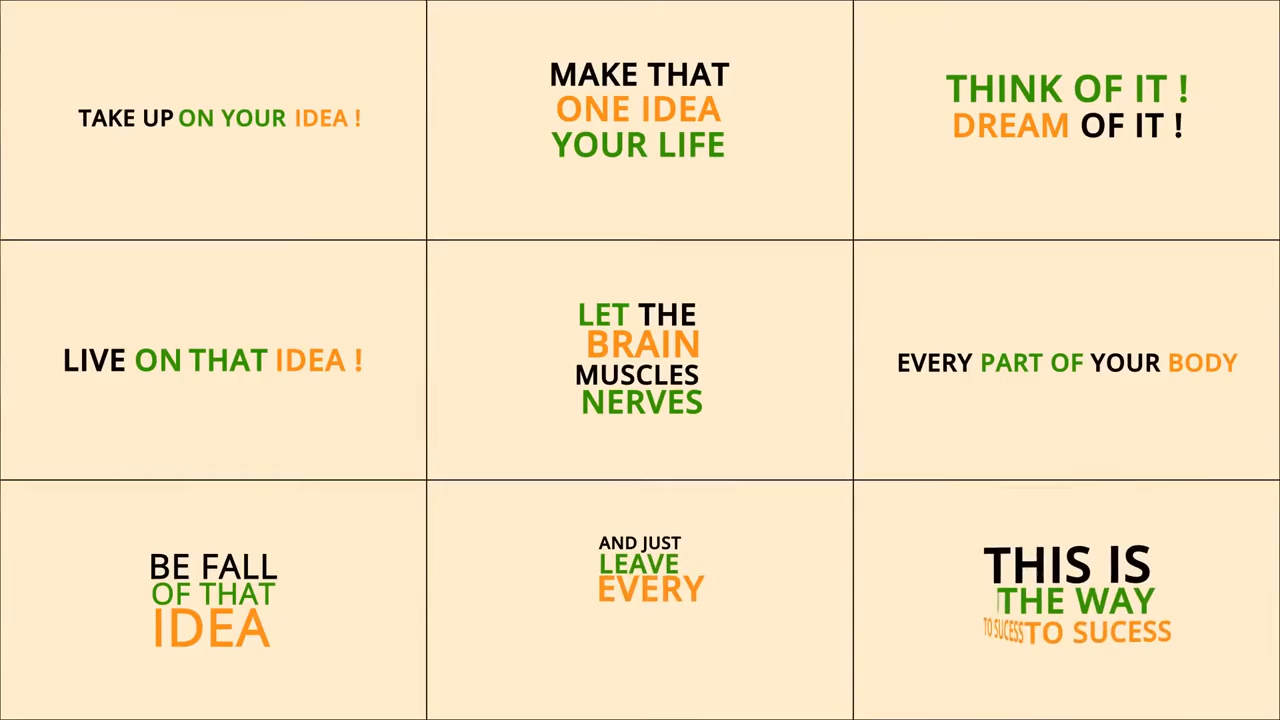 TAKE UP ON YOUR IDEA !
MAKE THAT
ONE IDEA
YOUR LIFE
THINK OF IT !
DREAM OF IT !
LIVE ON THAT IDEA !
LET THE
BRAIN
MUSCLES
NERVES
EVERY PART OF YOUR BODY
BE FALL
OF THAT
IDEA
AND JUST
LEAVE
EVERY
THIS IS
THE WAY
TO SUCESS TO SUCESS